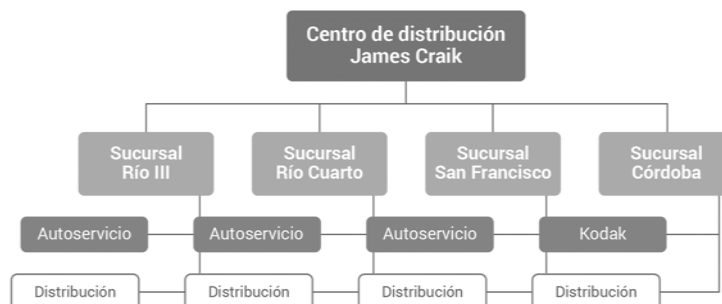 Centro de distribución
James Craik
Sucursal
Río III
Sucursal
Río Cuarto
Sucursal
San Francisco
Sucursal
Córdoba
Autoservicio
Autoservicio
Autoservicio
Kodak
Distribución
Distribución
Distribución
Distribución